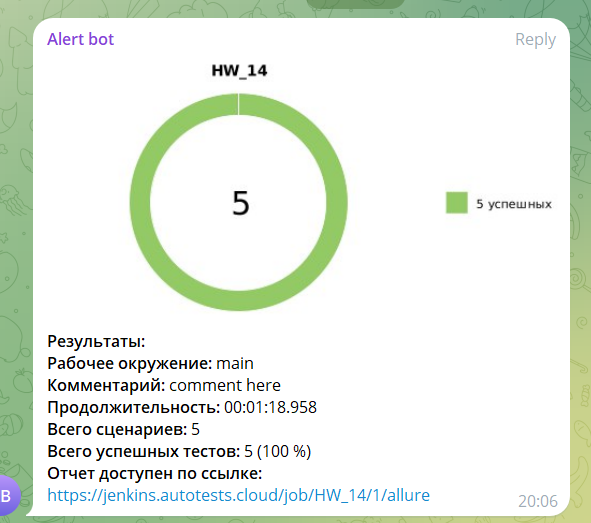 Alert bot
Reply
HW_14
5
5 успешных
Результаты:
Рабочее окружение: main
Комментарий: comment here
Продолжительность: 00:01:18.958
Всего сценариев: 5
Всего успешных тестов: 5 (100 %)
Отчет доступен по ссылке:
https://jenkins.autotests.cloud/job/HW_14/1/allure
B
20:06